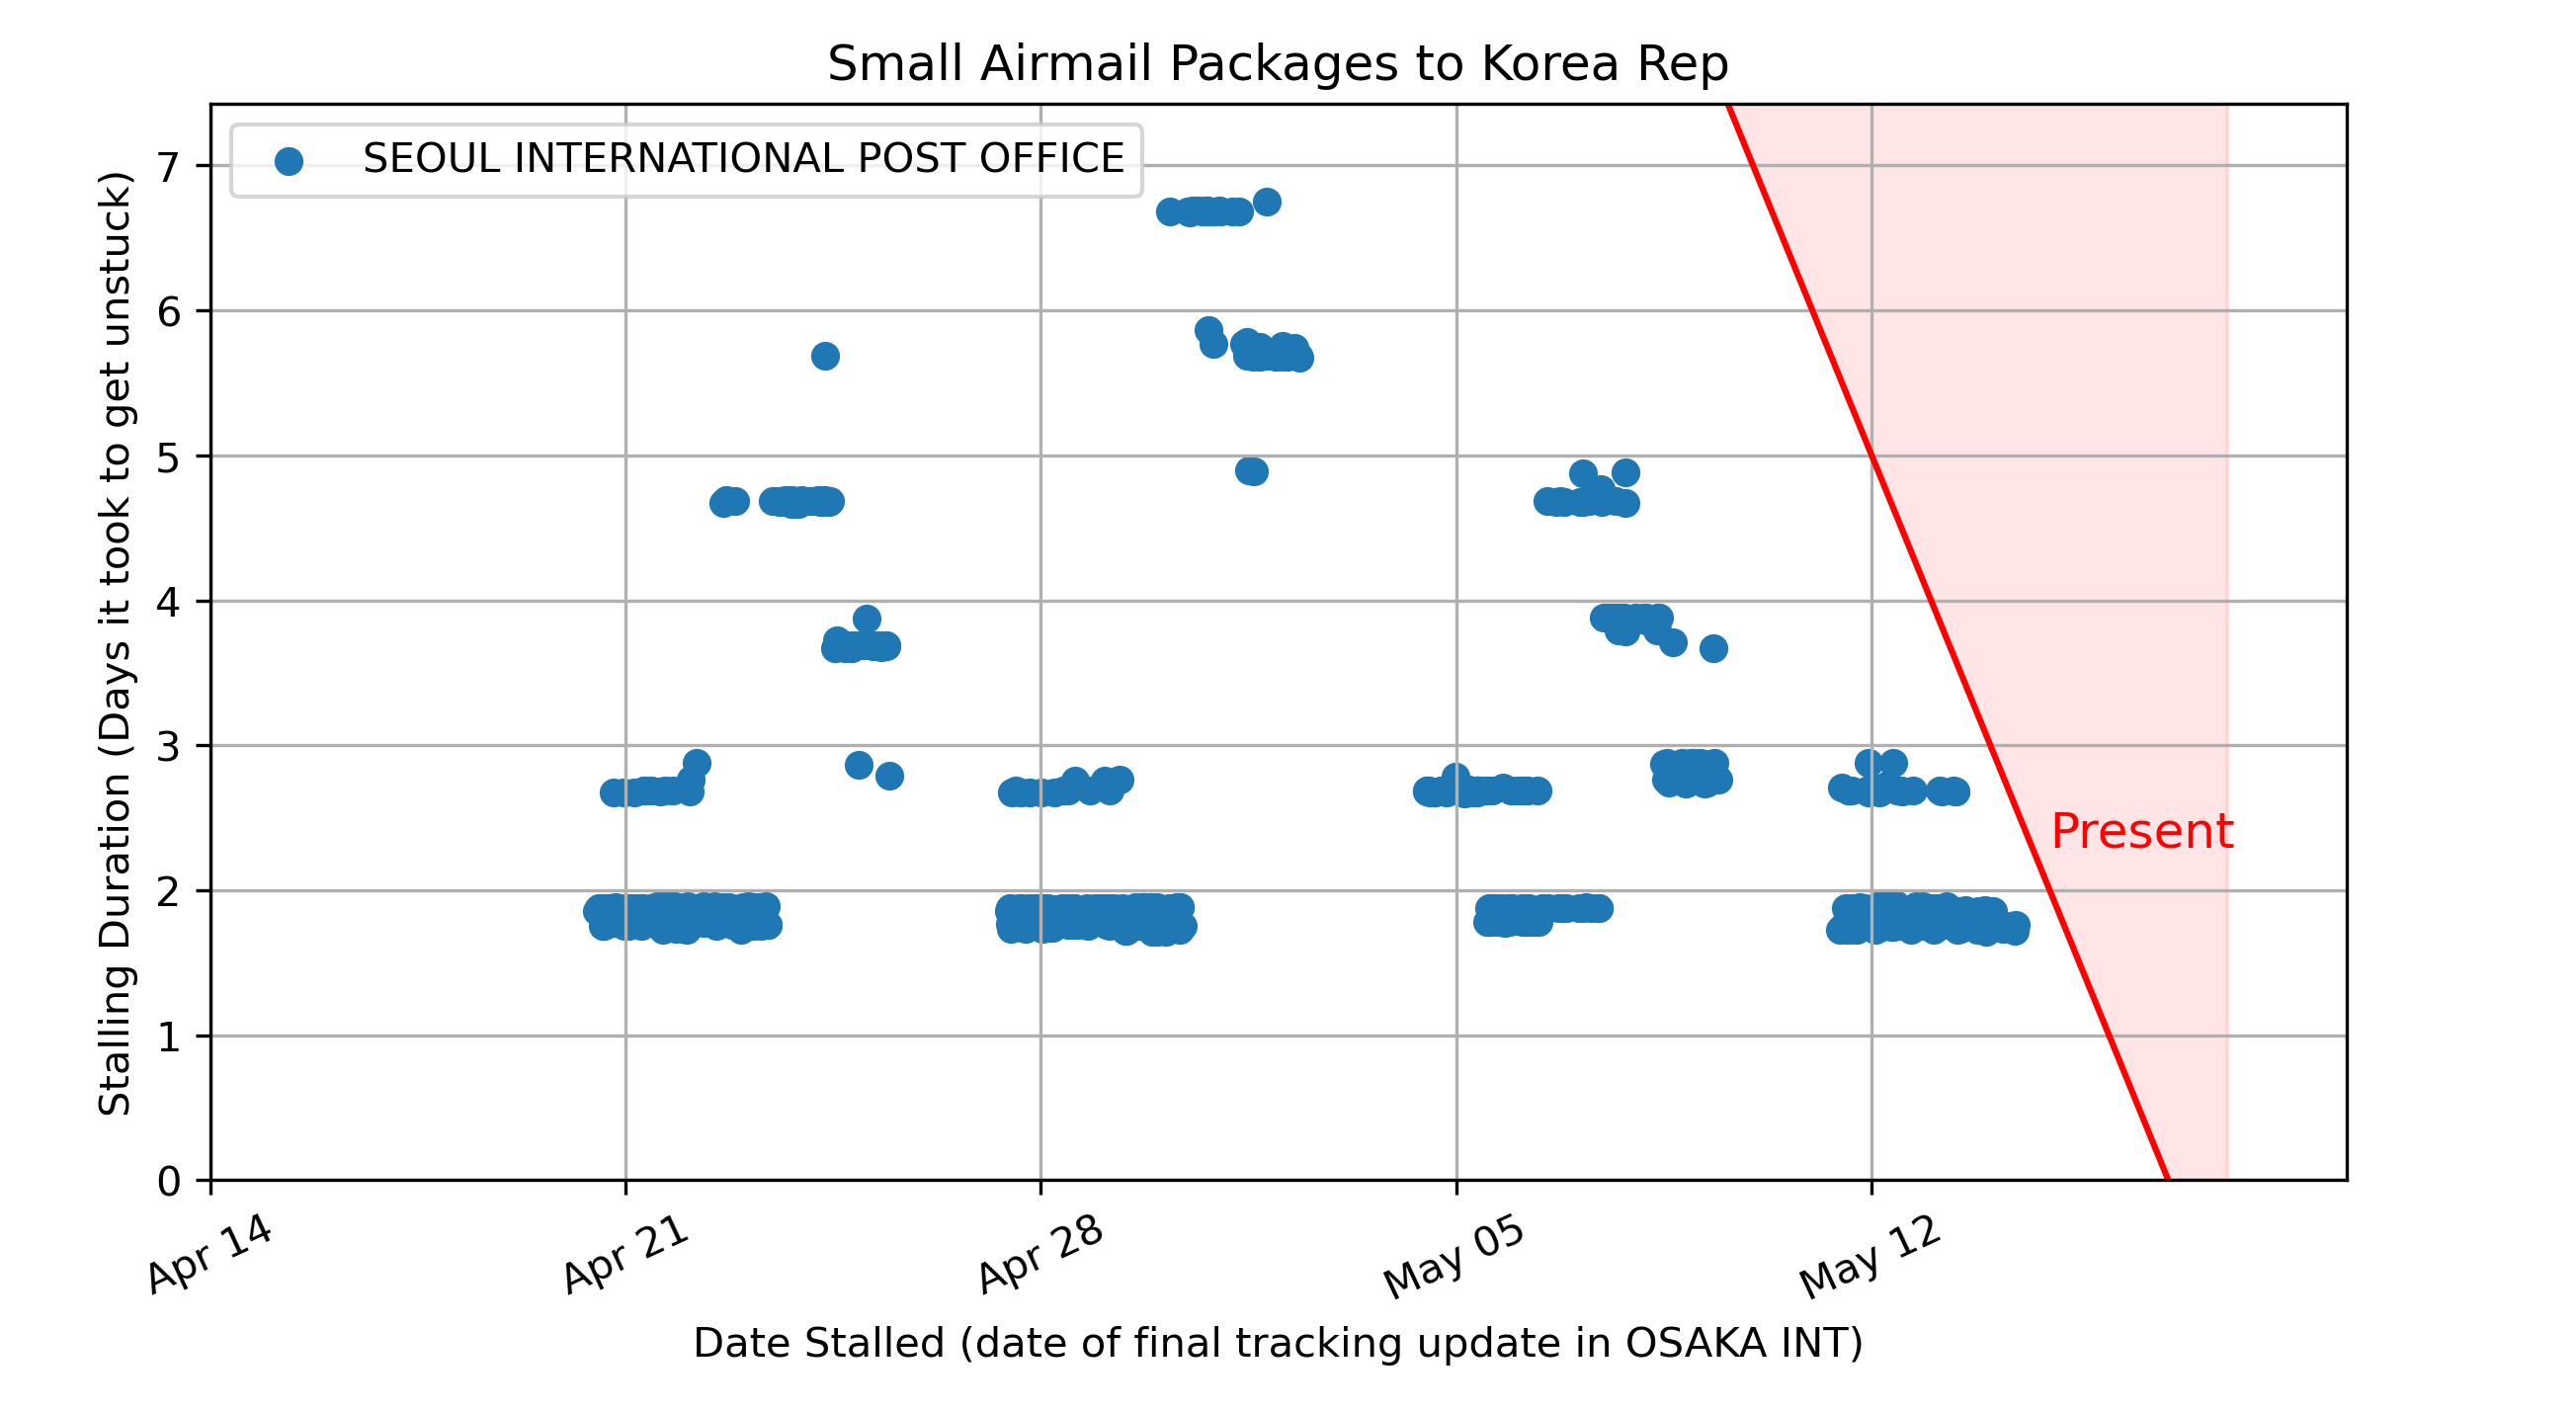 Small Airmail Packages to Korea Rep
SEOUL INTERNATIONAL POST OFFICE
Stalling Duration (Days it took to get unstuck)
7
6
5
4
3
2
1
0
Present
Apr 14
Apr 21
Apr 28
May 05
May 12
Date Stalled (date of final tracking update in OSAKA INT)